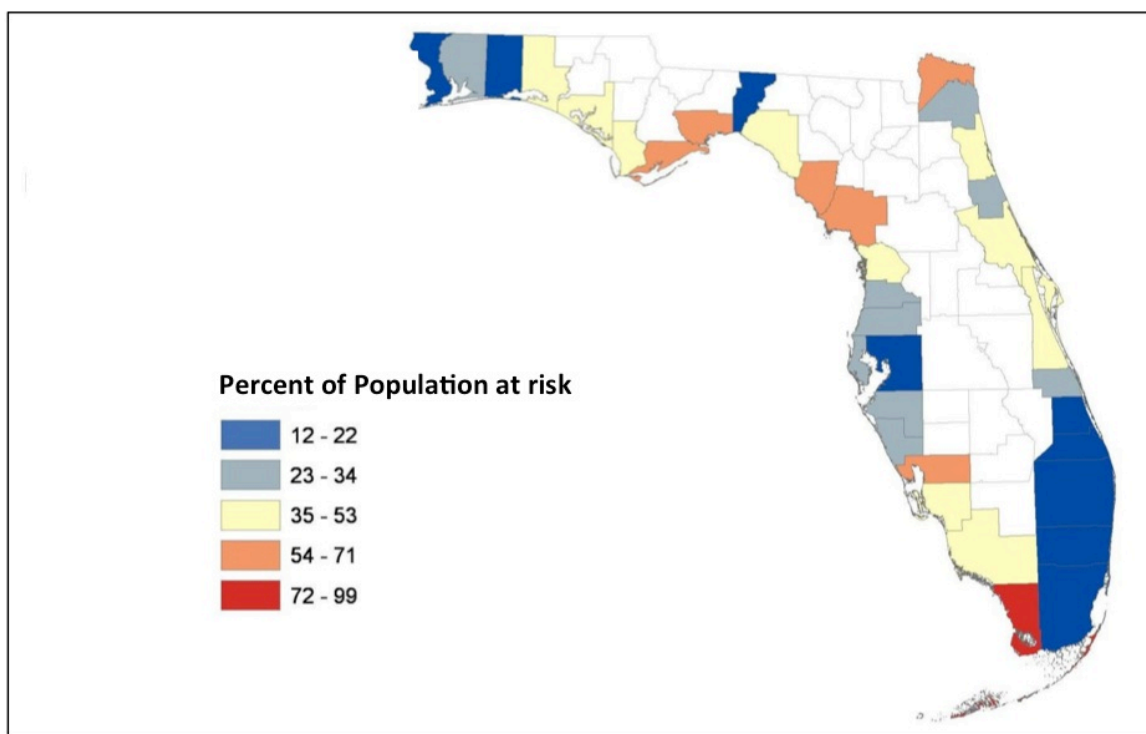 Percent of Population at risk
12 - 22
23 - 34
35 - 53
54 - 71
72 - 99